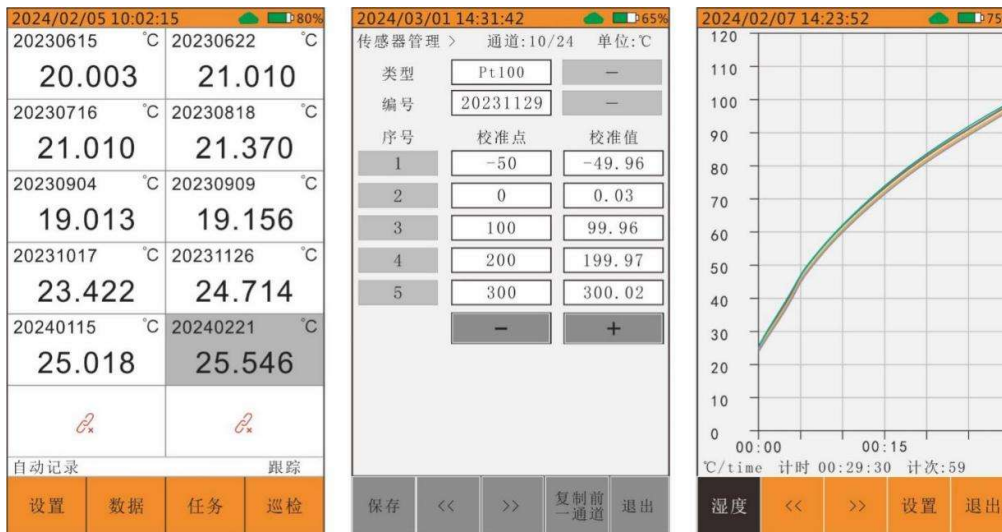 2024/02/05 10:02:15 80%
20230615 ℃ 20230622 ℃
20.003 21.010
20230716 ℃ 20230818 ℃
21.010 21.370
20230904 ℃ 20230909 ℃
19.013 19.156
20231017 ℃ 20231126 ℃
23.422 24.714
20240115 ℃ 20240221 ℃
25.018 25.546
自动记录 跟踪
设置 数据 任务 巡检
2024/03/01 14:31:42 65%
传感器管理 > 通道:10/24 单位:℃
类型 Pt100 —
编号 20231129 —
序号 校准点 校准值
1 -50 -49.96
2 0 0.03
3 100 99.96
4 200 199.97
5 300 300.02
- +
保存 << >> 复制前一通道 退出
2024/02/07 14:23:52 75
120
110
100
90
80
70
60
50
40
30
20
10
0
00:00 00:15
℃/time 计时 00:29:30 计次:59
湿度 << >> 设置 退出